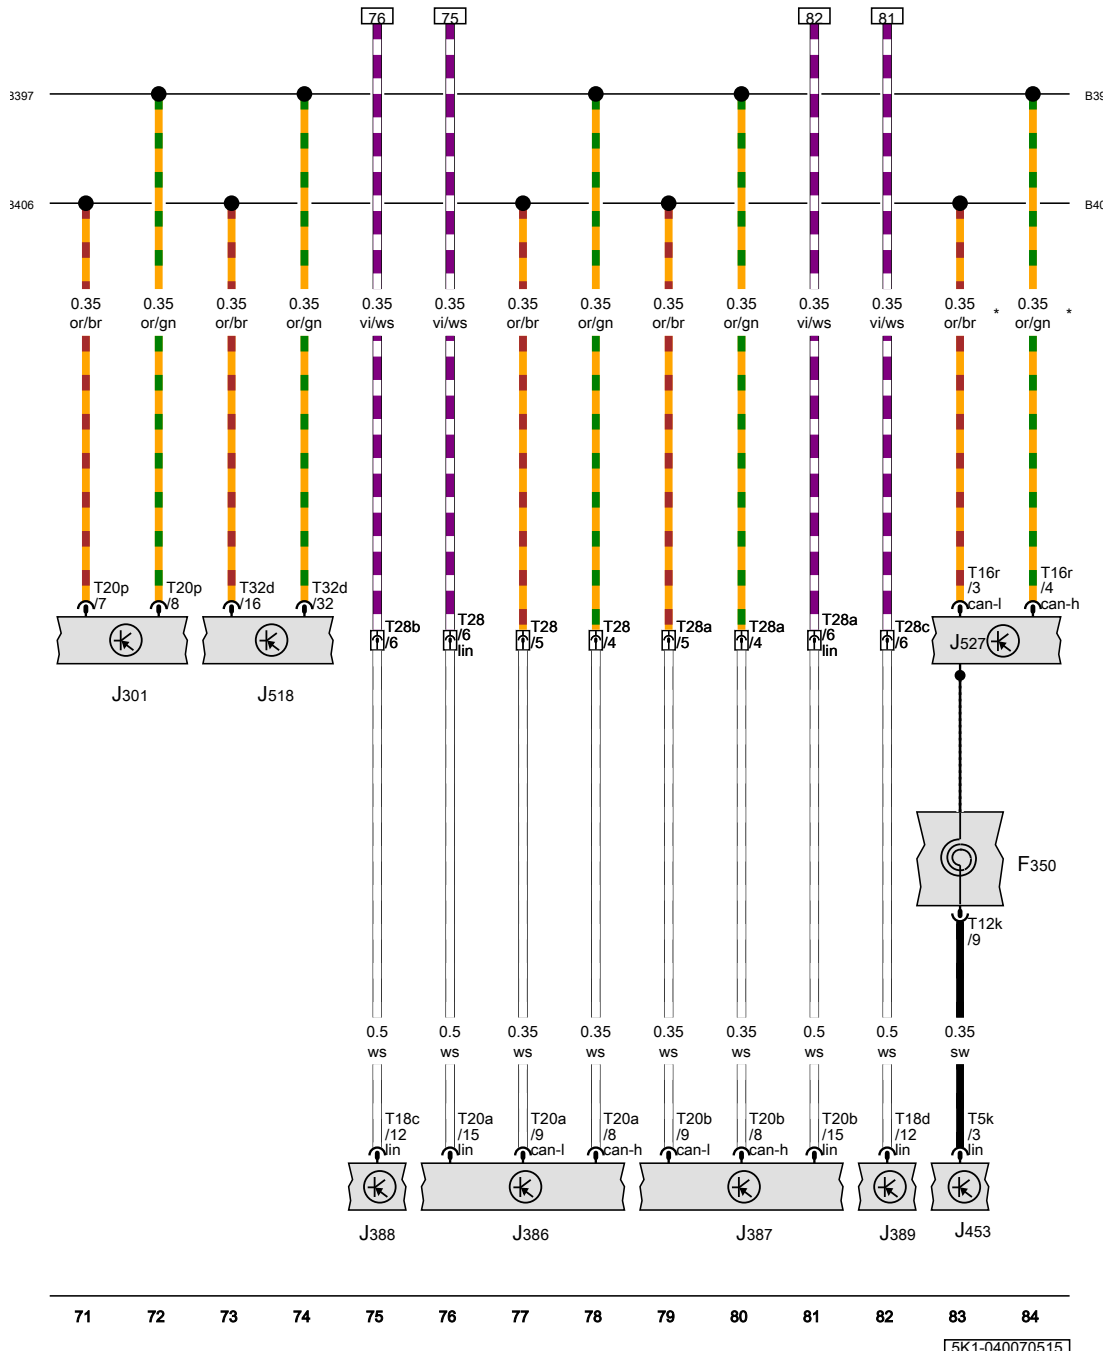 76 75 82 81
B397 B39
B406 B40
0.35 0.35 0.35 0.35 0.35 0.35 0.35 0.35 0.35 0.35 0.35 0.35 0.35 0.35
or/br or/gn or/br or/gn vi/ws vi/ws or/br or/gn or/br or/gn vi/ws vi/ws or/br * or/gn *
T20p T20p T32d T32d T16r T16r
/7 /8 /16 /32 /3 /4
can-l can-h
T28b T28 T28 T28 T28a T28a T28a T28c
/6 /6 /5 /4 /5 /4 /6 /6
lin lin
J527
J301 J518
F350
T12k
/9
0.5 0.5 0.35 0.35 0.35 0.35 0.5 0.5 0.35
ws ws ws ws ws ws ws ws sw
T18c T20a T20a T20a T20b T20b T20b T18d T5k
/12 /15 /9 /8 /9 /8 /15 /12 /3
lin lin can-l can-h can-l can-h lin lin lin
J388 J386 J387 J389 J453
71 72 73 74 75 76 77 78 79 80 81 82 83 84
5K1-040070515